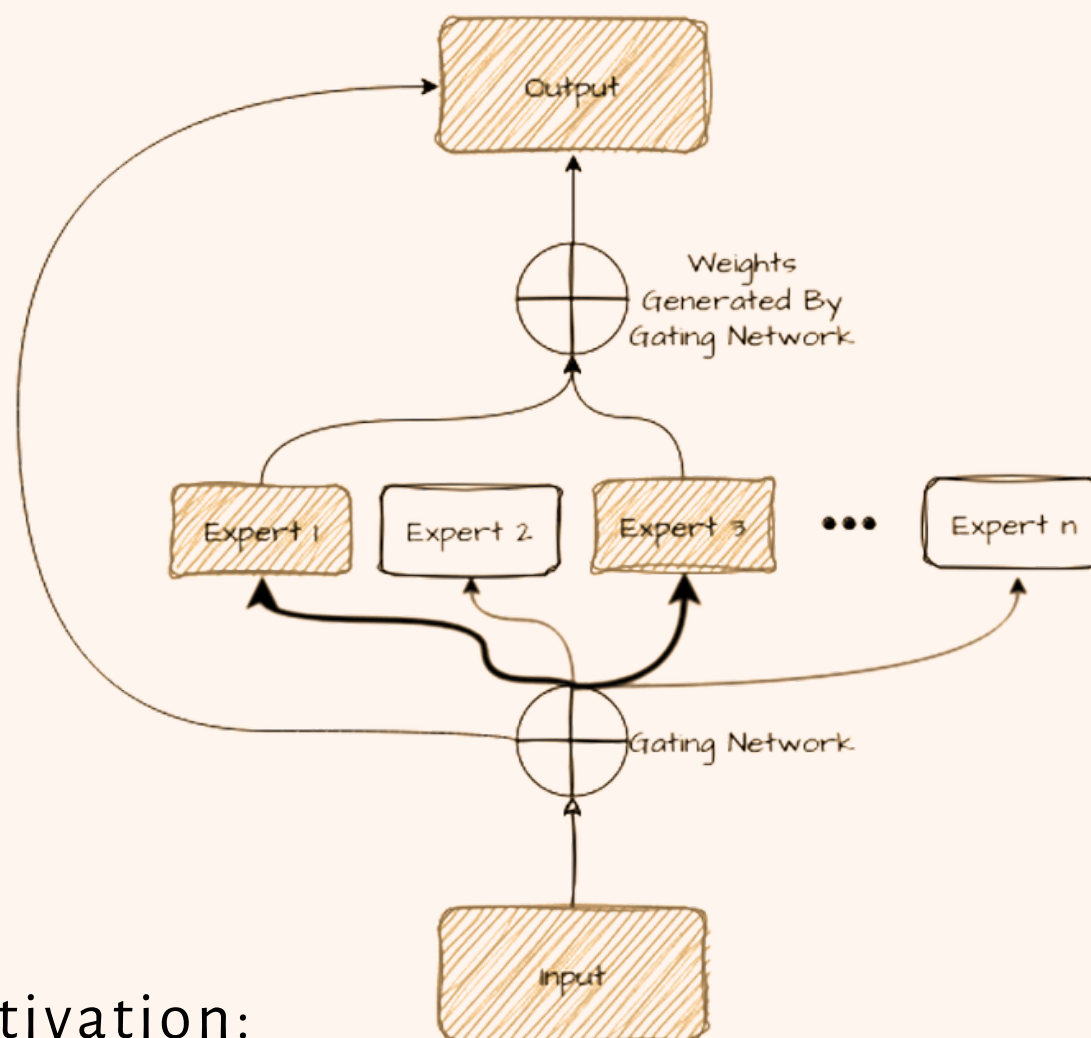 Output
Weights
Generated By
Gating Network
Expert 1
Expert 2
Expert 3
Expert n
Gating Network
Input
tivation: